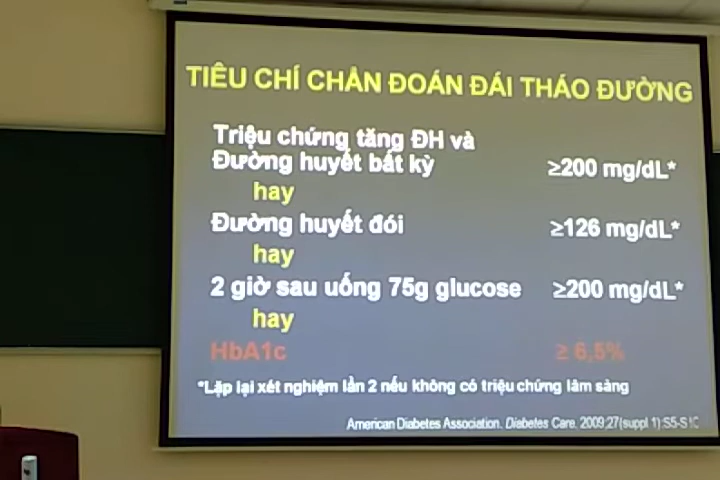 TIÊU CHÍ CHẨN ĐOÁN ĐÁI THÁO ĐƯỜNG
Triệu chứng tăng ĐH và
Đường huyết bất kỳ ≥200 mg/dL*
hay
Đường huyết đói ≥126 mg/dL*
hay
2 giờ sau uống 75g glucose ≥200 mg/dL*
hay
HbA1c ≥ 6,5%
*Lặp lại xét nghiệm lần 2 nếu không có triệu chứng lâm sàng
American Diabetes Association. Diabetes Care. 2009;27(suppl 1):S5-S1